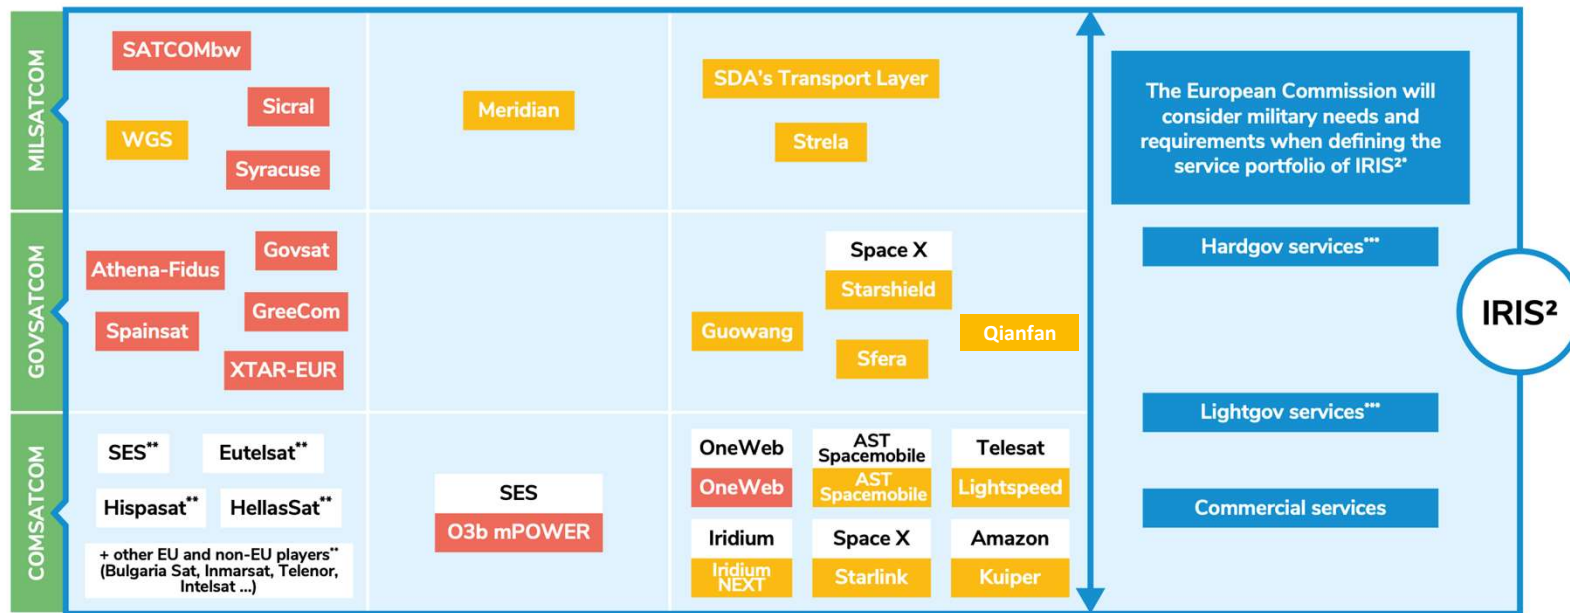 MILSATCOM
SATCOMbw
Sicral
WGS
Syracuse
Meridian
SDA's Transport Layer
Strela
The European Commission will
consider military needs and
requirements when defining the
service portfolio of IRIS²*
GOVSATCOM
Govsat
Athena-Fidus
GreeCom
Spainsat
XTAR-EUR
Space X
Starshield
Guowang
Qianfan
Sfera
Hardgov services***
Lightgov services***
IRIS²
COMSATCOM
SES**
Eutelsat**
Hispasat**
HellasSat**
+ other EU and non-EU players**
(Bulgaria Sat, Inmarsat, Telenor,
Intelsat ...)
SES
O3b mPOWER
OneWeb
OneWeb
AST
Spacemobile
AST
Spacemobile
Telesat
Lightspeed
Iridium
Iridium
NEXT
Space X
Starlink
Amazon
Kuiper
Commercial services